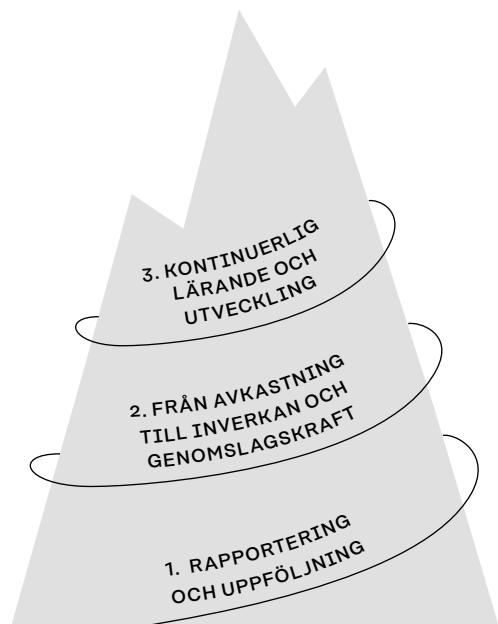 3. KONTINUERLIG
LÄRANDE OCH
UTVECKLING
2. FRÅN AVKASTNING
TILL INVERKAN OCH
GENOMSLAGSKRAFT
1. RAPPORTERING
OCH UPPFÖLJNING